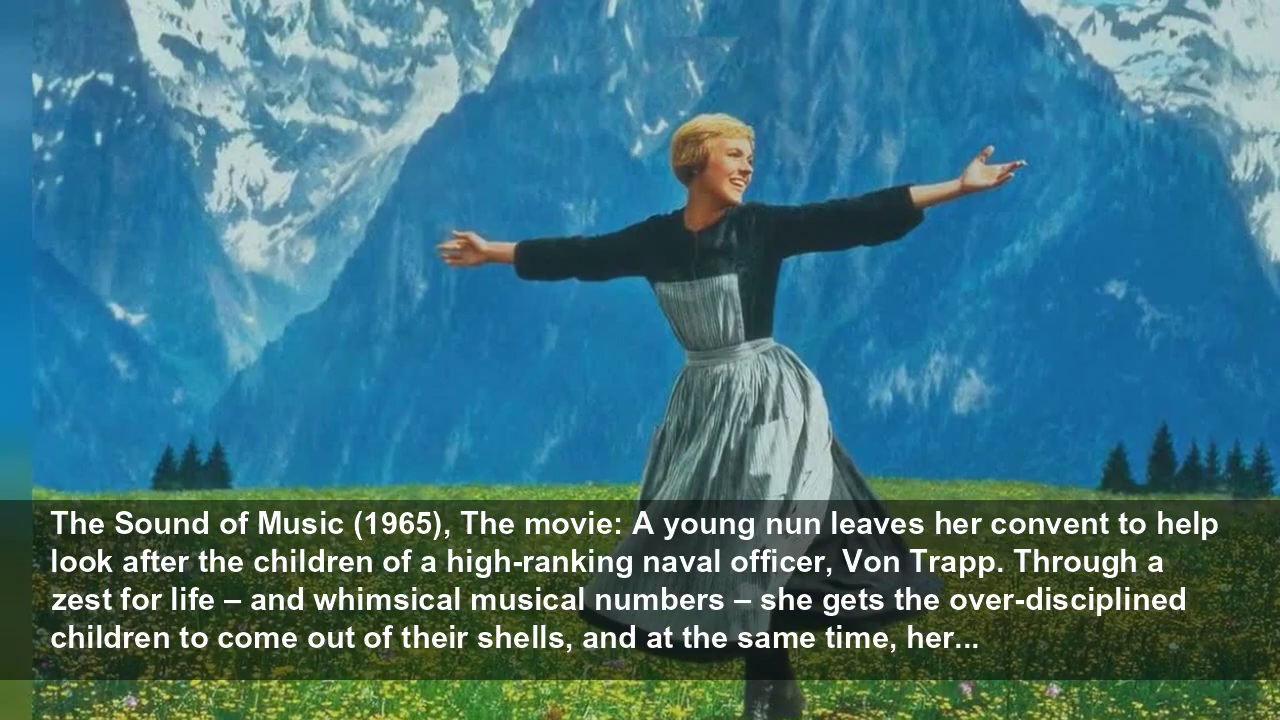 The Sound of Music (1965), The movie: A young nun leaves her convent to help
look after the children of a high-ranking naval officer, Von Trapp. Through a
zest for life – and whimsical musical numbers – she gets the over-disciplined
children to come out of their shells, and at the same time, her...